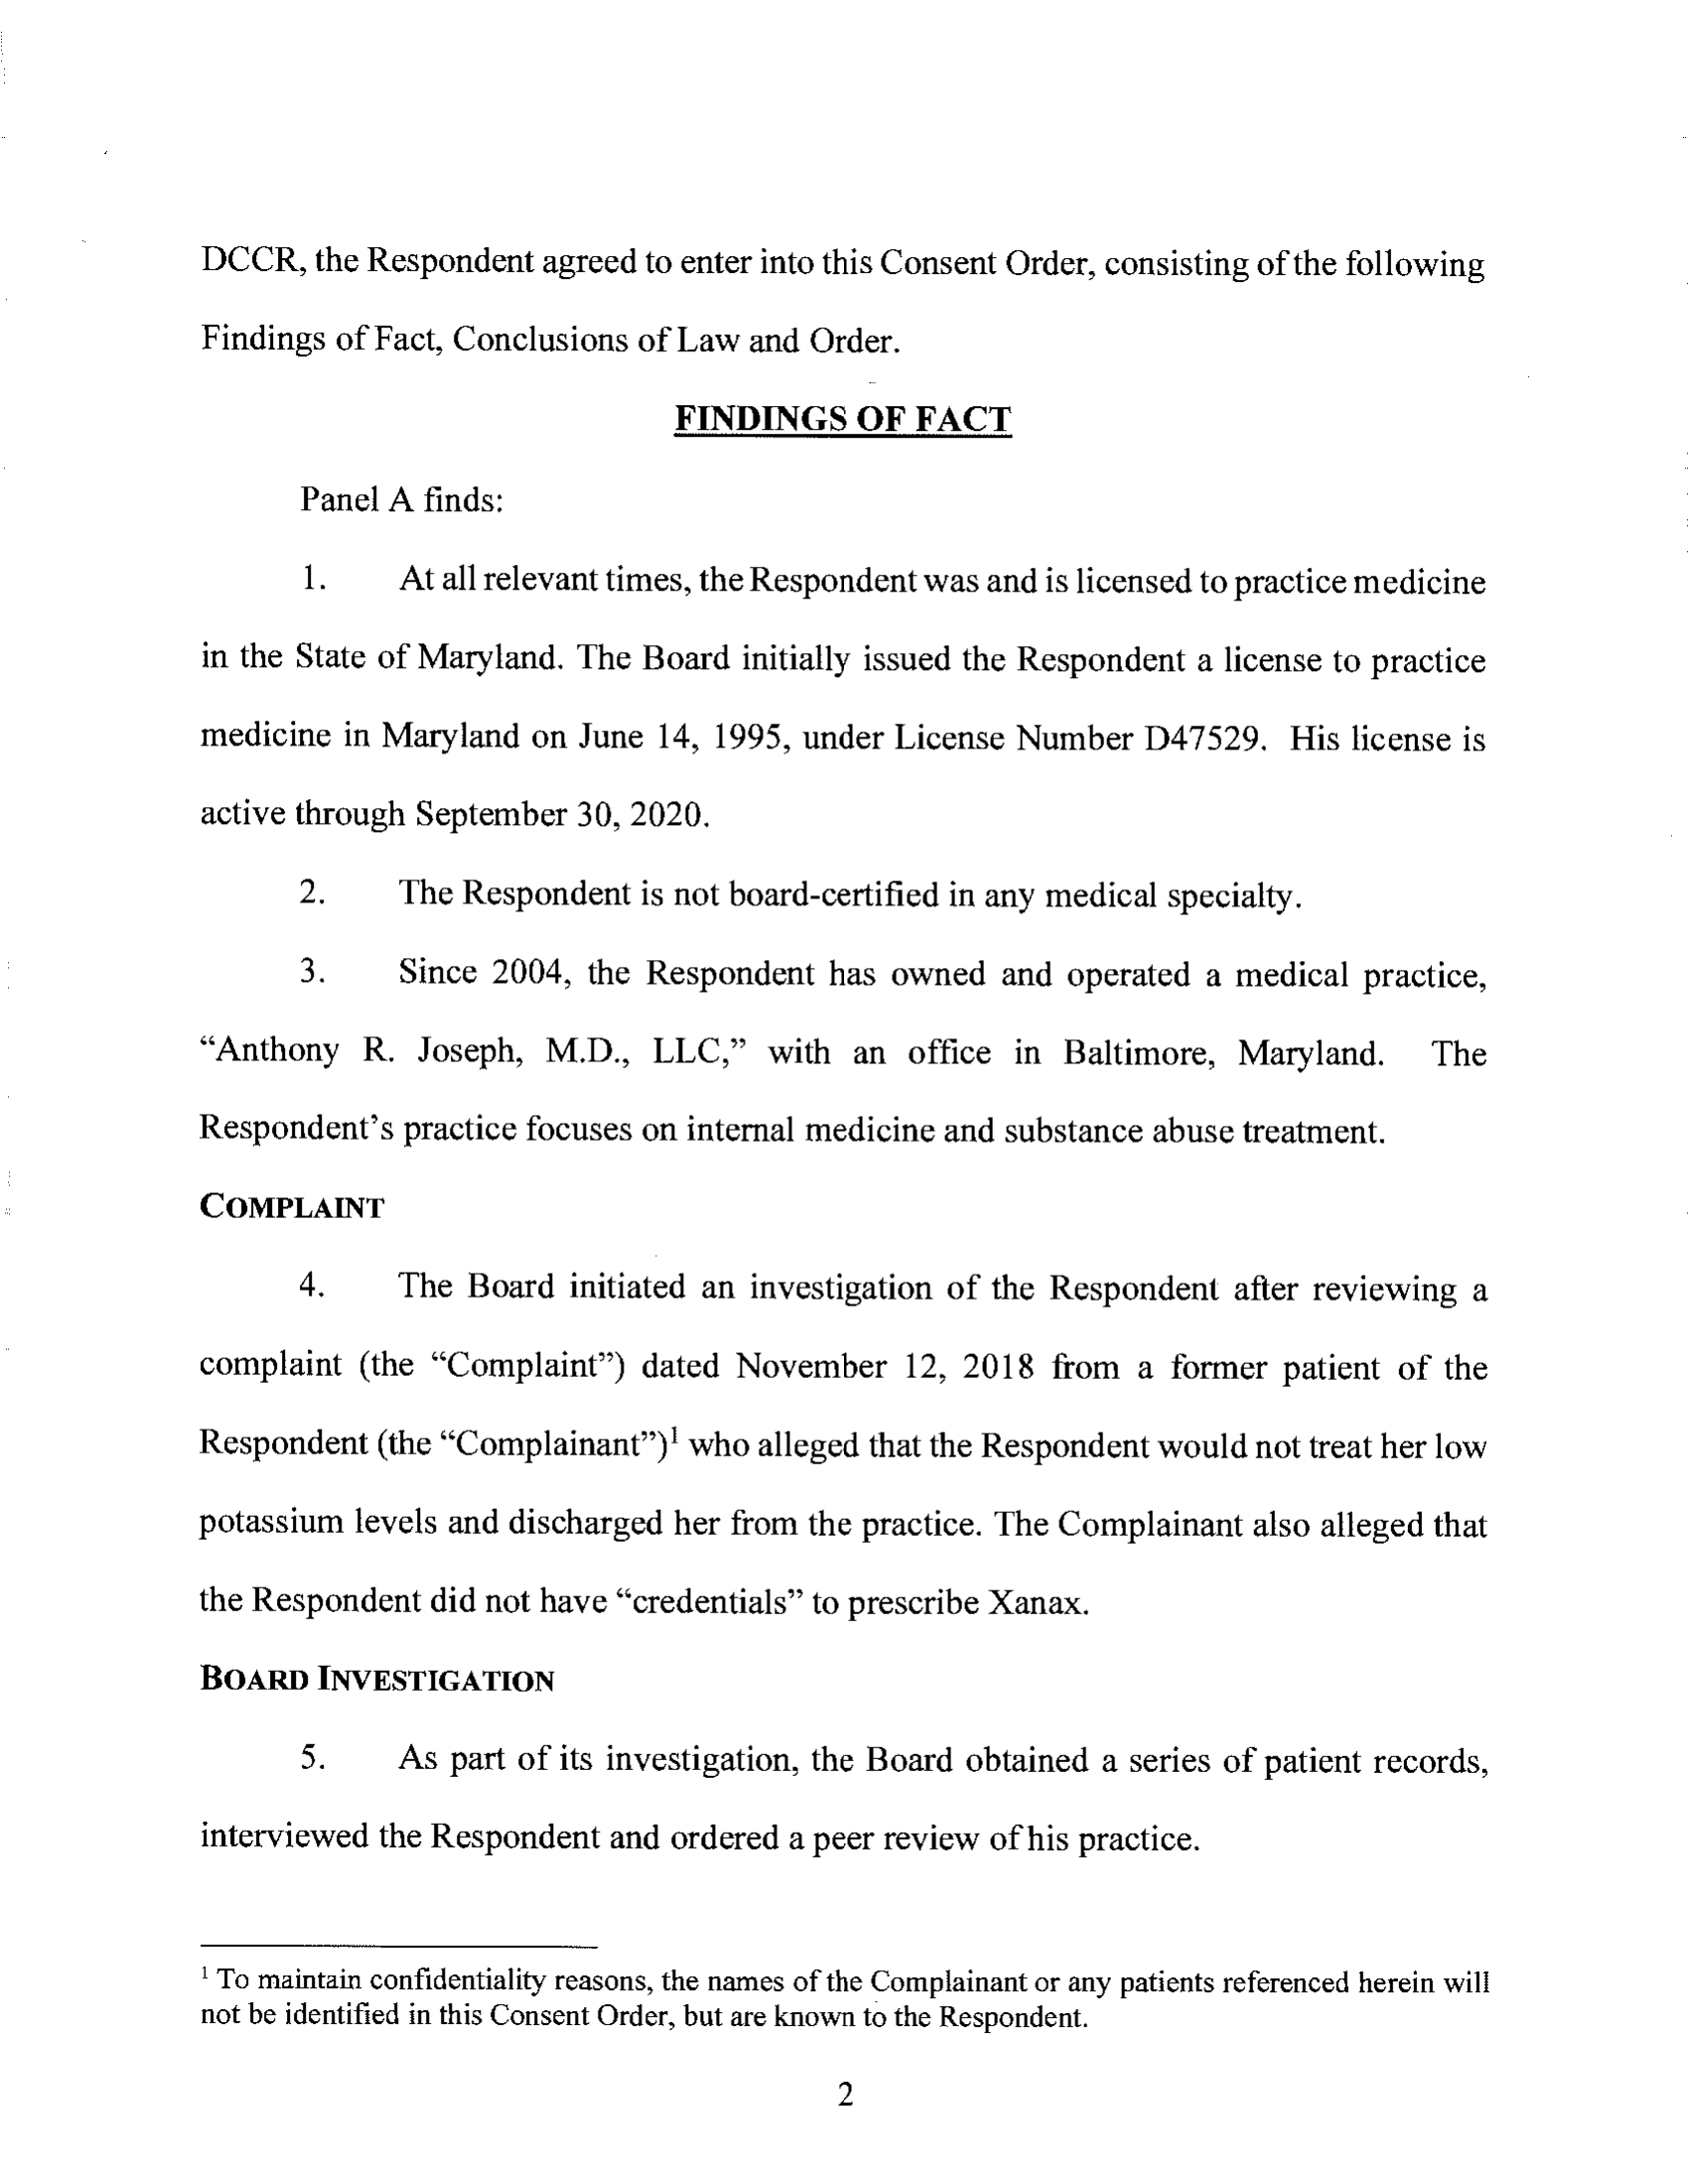 DCCR, the Respondent agreed to enter into this Consent Order, consisting of the following
Findings of Fact, Conclusions of Law and Order.
FINDINGS OF FACT
Panel A finds:
1. At all relevant times, the Respondent was and is licensed to practice medicine
in the State of Maryland. The Board initially issued the Respondent a license to practice
medicine in Maryland on June 14, 1995, under License Number D47529. His license is
active through September 30, 2020.
2. The Respondent is not board-certified in any medical specialty.
3. Since 2004, the Respondent has owned and operated a medical practice,
“Anthony R. Joseph, M.D., LLC,” with an office in Baltimore, Maryland. The
Respondent’s practice focuses on internal medicine and substance abuse treatment.
COMPLAINT
4. The Board initiated an investigation of the Respondent after reviewing a
complaint (the “Complaint”) dated November 12, 2018 from a former patient of the
Respondent (the “Complainant”)¹ who alleged that the Respondent would not treat her low
potassium levels and discharged her from the practice. The Complainant also alleged that
the Respondent did not have “credentials” to prescribe Xanax.
BOARD INVESTIGATION
5. As part of its investigation, the Board obtained a series of patient records,
interviewed the Respondent and ordered a peer review of his practice.
¹ To maintain confidentiality reasons, the names of the Complainant or any patients referenced herein will
not be identified in this Consent Order, but are known to the Respondent.
2